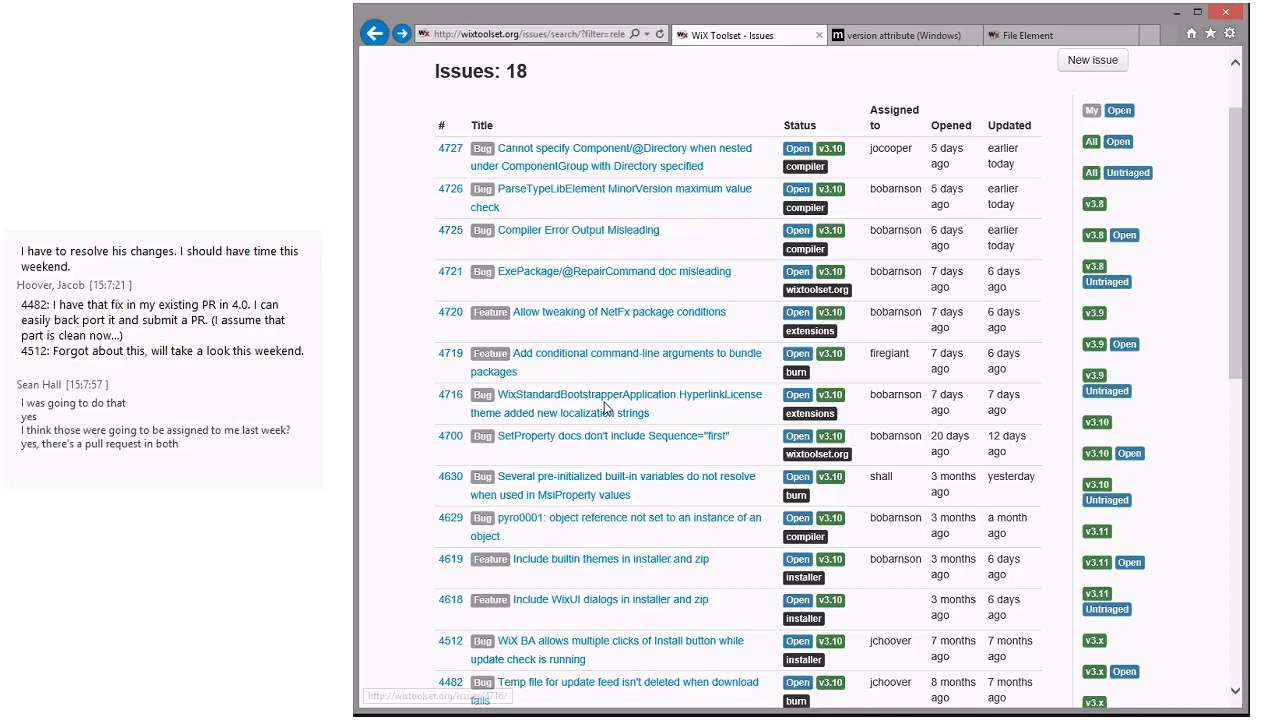 I have to resolve his changes. I should have time this
weekend.
Hoover, Jacob [15:7:21 ]
4482: I have that fix in my existing PR in 4.0. I can
easily back port it and submit a PR. (I assume that
part is clean now...)
4512: Forgot about this, will take a look this weekend.
Sean Hall [15:7:57 ]
I was going to do that
yes
I think those were going to be assigned to me last week?
yes, there's a pull request in both
http://wixtoolset.org/issues/search/?filter=rele
WiX Toolset - Issues
version attribute (Windows)
File Element
Issues: 18
New issue
# Title Status Assigned to Opened Updated
4727 Bug Cannot specify Component/@Directory when nested Open v3.10 jocooper 5 days earlier
under ComponentGroup with Directory specified compiler ago today
4726 Bug ParseTypeLibElement MinorVersion maximum value Open v3.10 bobarnson 5 days earlier
check compiler ago today
4725 Bug Compiler Error Output Misleading Open v3.10 bobarnson 6 days earlier
compiler ago today
4721 Bug ExePackage/@RepairCommand doc misleading Open v3.10 bobarnson 7 days 6 days
wixtoolset.org ago ago
4720 Feature Allow tweaking of NetFx package conditions Open v3.10 bobarnson 7 days 6 days
extensions ago ago
4719 Feature Add conditional command-line arguments to bundle Open v3.10 firegiant 7 days 6 days
packages burn ago ago
4716 Bug WixStandardBootstrapperApplication.HyperlinkLicense Open v3.10 bobarnson 7 days 7 days
theme added new localization strings extensions ago ago
4700 Bug SetProperty docs don't include Sequence="first" Open v3.10 bobarnson 20 days 12 days
wixtoolset.org ago ago
4630 Bug Several pre-initialized built-in variables do not resolve Open v3.10 shall 3 months yesterday
when used in MsiProperty values burn ago
4629 Bug pyro0001: object reference not set to an instance of an Open v3.10 bobarnson 3 months a month
object compiler ago ago
4619 Feature Include builtin themes in installer and zip Open v3.10 bobarnson 3 months 6 days
installer ago ago
4618 Feature Include WixUI dialogs in installer and zip Open v3.10 3 months 6 days
installer ago ago
4512 Bug WiX BA allows multiple clicks of Install button while Open v3.10 jchoover 7 months 7 months
update check is running installer ago ago
4482 Bug Temp file for update feed isn't deleted when download Open v3.10 jchoover 8 months 7 months
fails burn ago ago
http://wixtoolset.org/issues/4716/
My Open
All Open
All Untriaged
v3.8
v3.8 Open
v3.8
Untriaged
v3.9
v3.9 Open
v3.9
Untriaged
v3.10
v3.10 Open
v3.10
Untriaged
v3.11
v3.11 Open
v3.11
Untriaged
v3.x
v3.x Open
v3.x